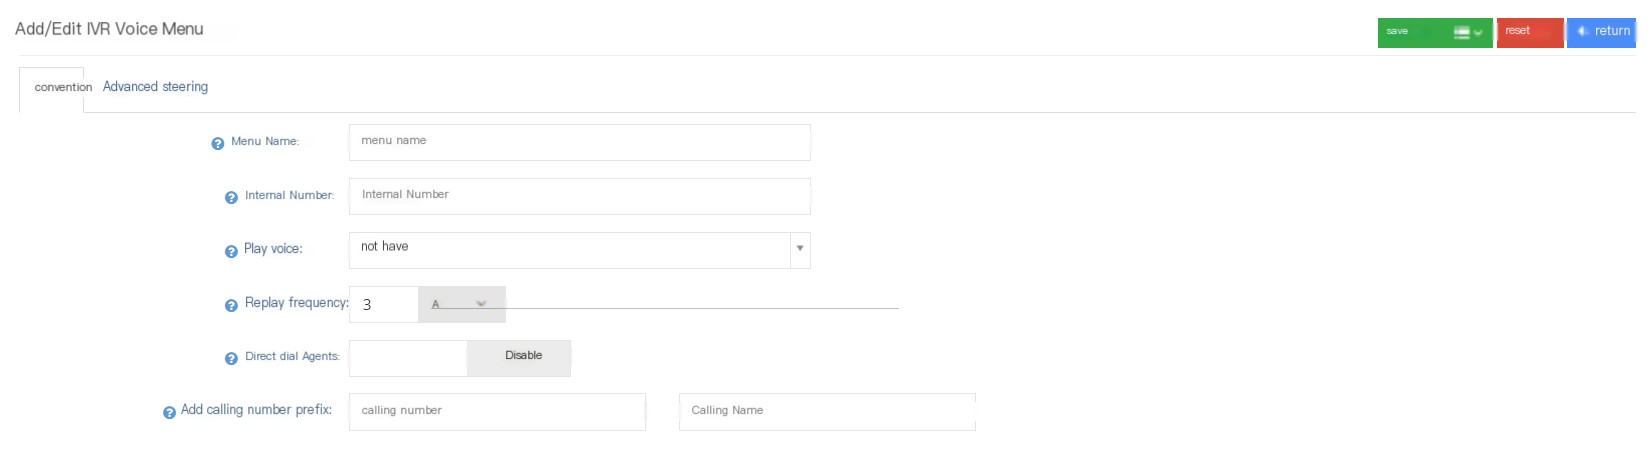 Add/Edit IVR Voice Menu
save
reset
return
convention
Advanced steering
Menu Name:
menu name
Internal Number:
Internal Number
Play voice:
not have
Replay frequency:
3
A
Direct dial Agents:
Disable
Add calling number prefix:
calling number
Calling Name